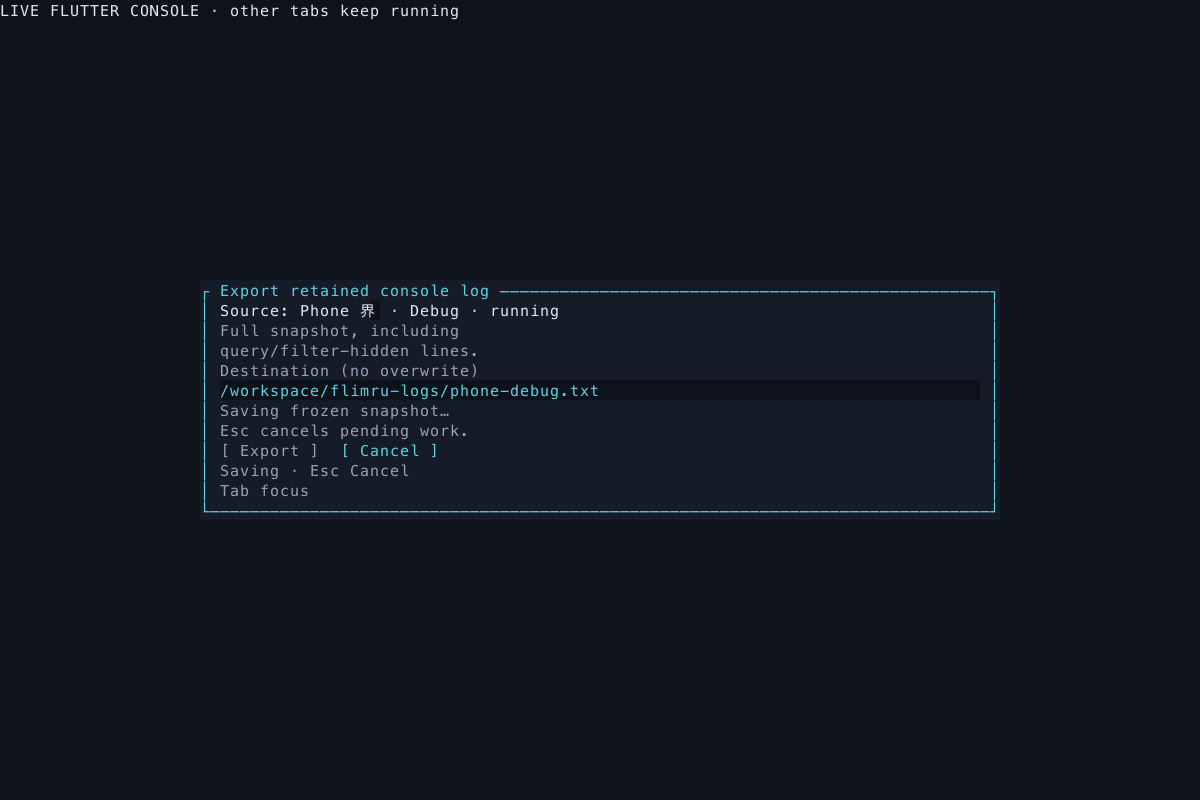 LIVE FLUTTER CONSOLE · other tabs keep running
Export retained console log
Source: Phone 界 · Debug · running
Full snapshot, including
query/filter-hidden lines.
Destination (no overwrite)
/workspace/flimru-logs/phone-debug.txt
Saving frozen snapshot…
Esc cancels pending work.
[ Export ]  [ Cancel ]
Saving · Esc Cancel
Tab focus